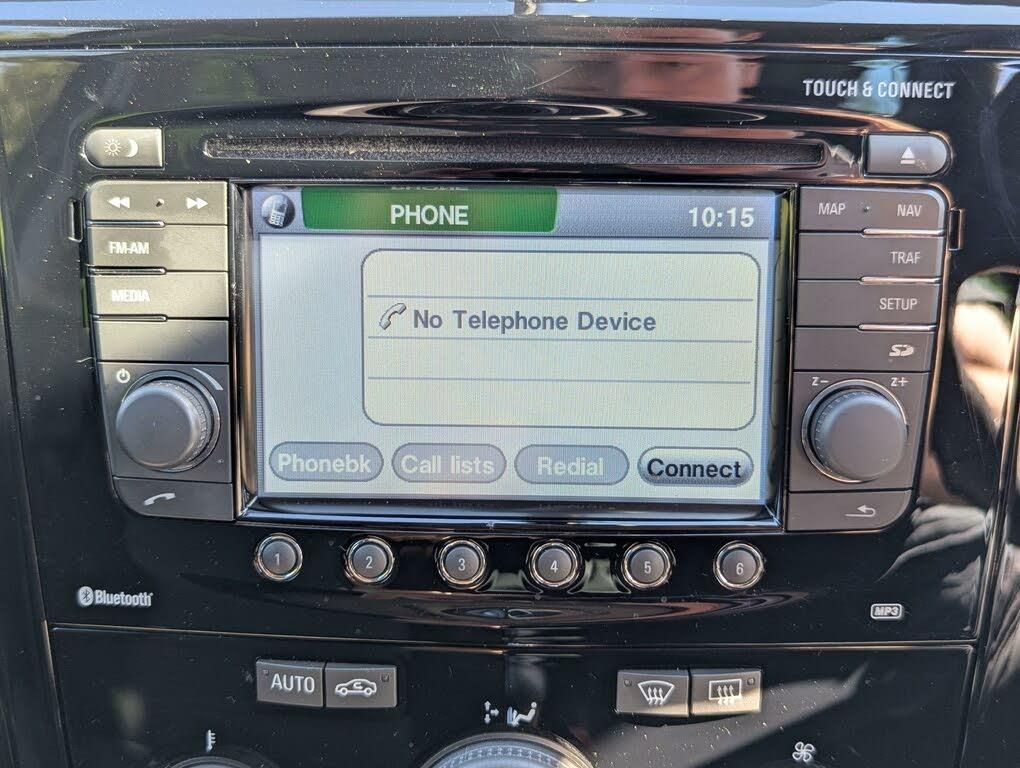 TOUCH & CONNECT
PHONE
10:15
MAP
NAV
FM-AM
TRAF
MEDIA
SETUP
No Telephone Device
Z-
Z+
Phonebk
Call lists
Redial
Connect
1
2
3
4
5
6
Bluetooth
MP3
AUTO